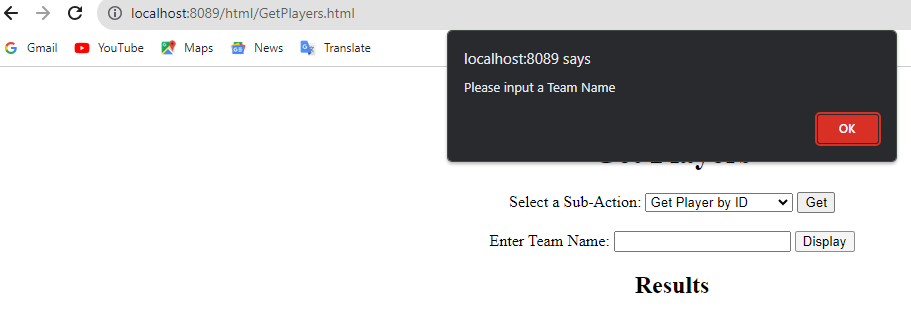 localhost:8089/html/GetPlayers.html
Gmail YouTube Maps News Translate
localhost:8089 says
Please input a Team Name
OK
Select a Sub-Action: Get Player by ID Get
Enter Team Name: Display
Results